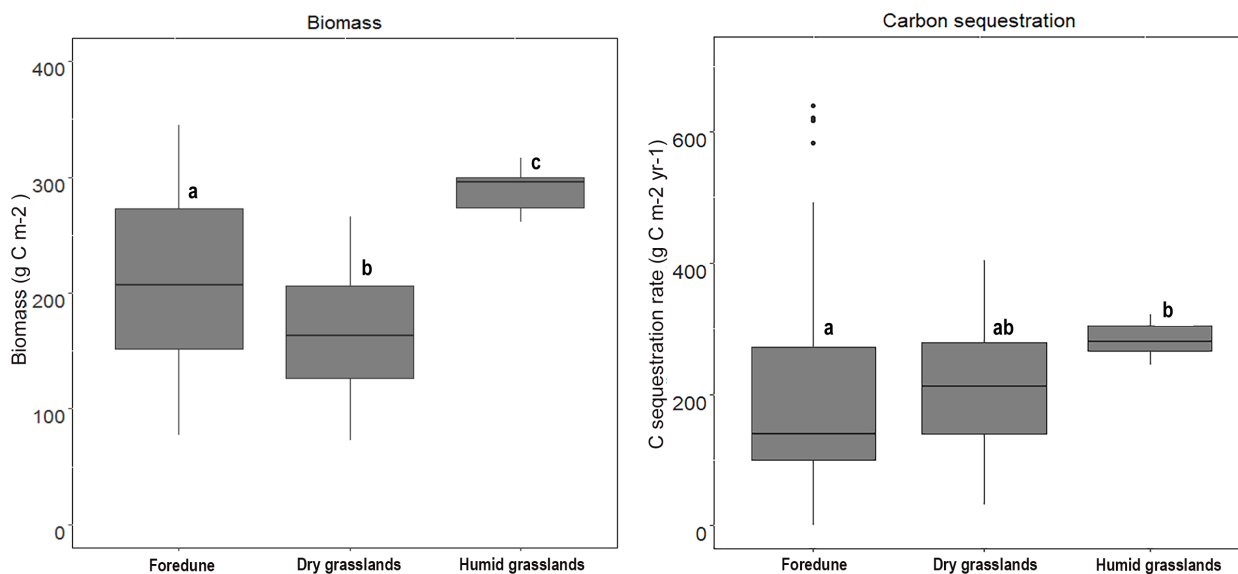 Biomass
Biomass (g C m-2 )
400
300
200
100
0
a
b
c
Foredune
Dry grasslands
Humid grasslands
Carbon sequestration
C sequestration rate (g C m-2 yr-1)
600
400
200
0
a
ab
b
Foredune
Dry grasslands
Humid grasslands